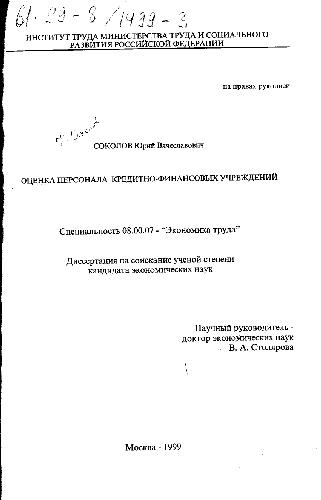 61 99-8/1499-3
ИНСТИТУТ ТРУДА МИНИСТЕРСТВА ТРУДА И СОЦИАЛЬНОГО
РАЗВИТИЯ РОССИЙСКОЙ ФЕДЕРАЦИИ
на правах рукописи
СОКОЛОВ Юрий Вячеславович
ОЦЕНКА ПЕРСОНАЛА КРЕДИТНО-ФИНАНСОВЫХ УЧРЕЖДЕНИЙ
Специальность 08.00.07 - "Экономика труда"
Диссертация на соискание ученой степени
кандидата экономических наук
Научный руководитель -
доктор экономических наук
В. А. Столярова
Москва - 1999